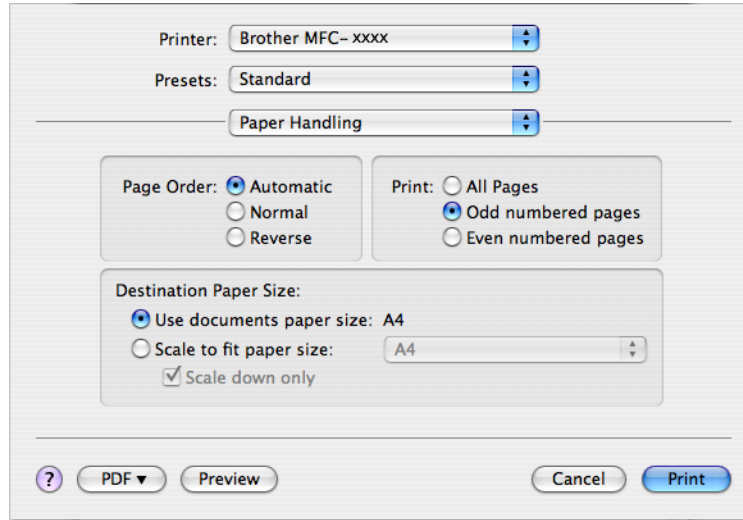 Printer: Brother MFC- xxxx
Presets: Standard
Paper Handling
Page Order: Automatic
Normal
Reverse
Print: All Pages
Odd numbered pages
Even numbered pages
Destination Paper Size:
Use documents paper size: A4
Scale to fit paper size: A4
Scale down only
? PDF Preview Cancel Print